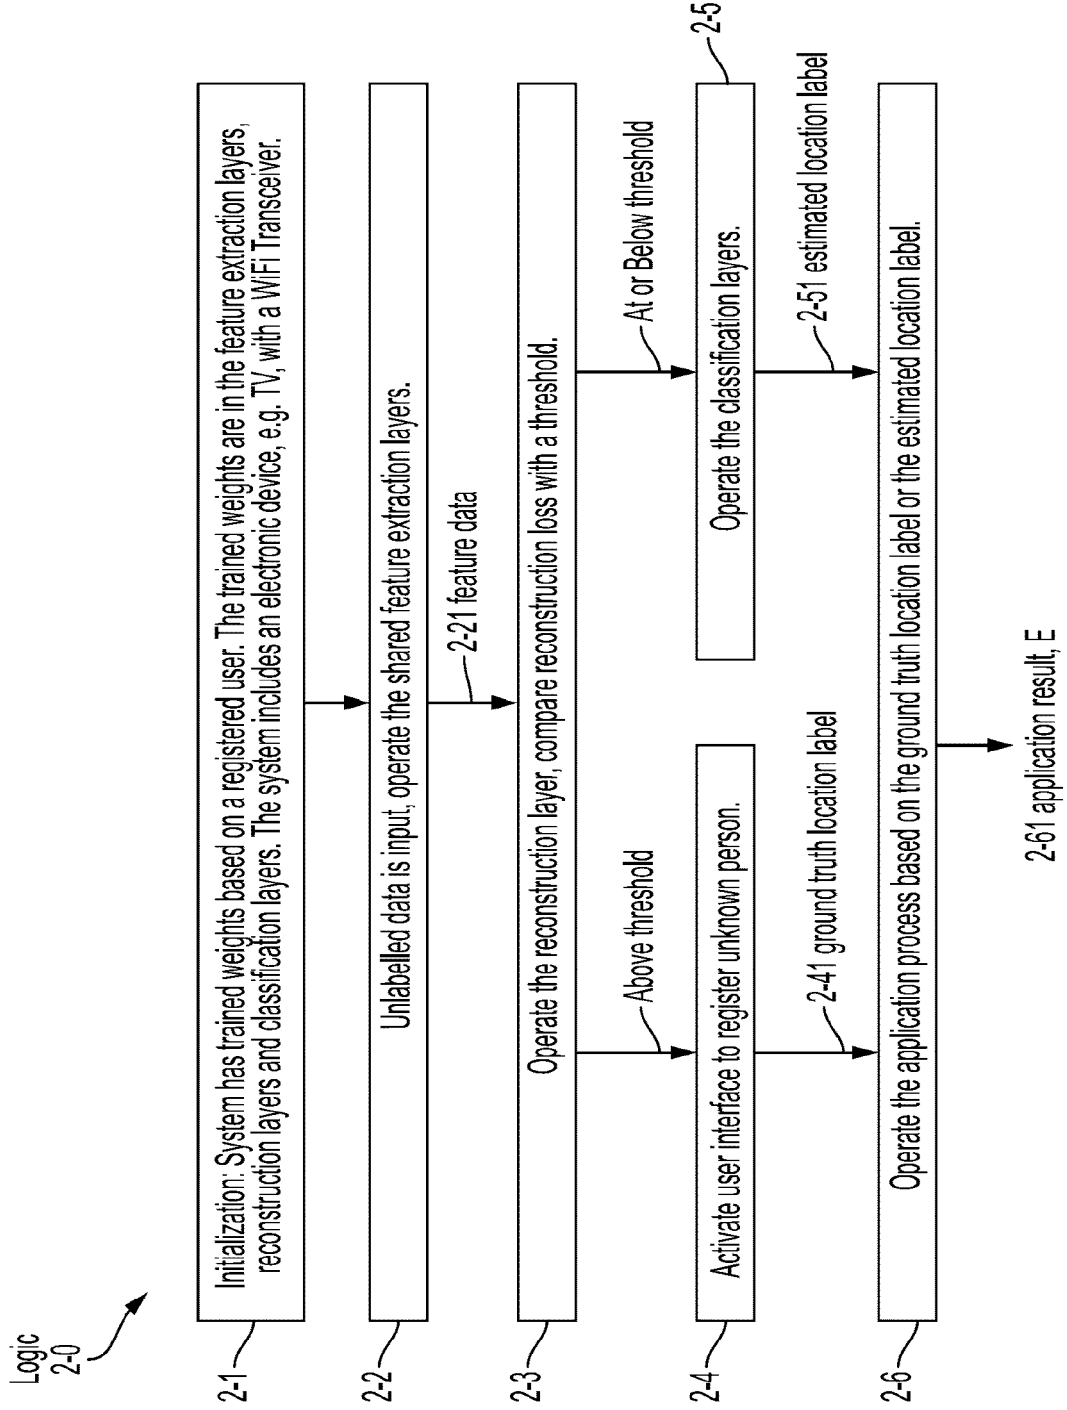 Logic
2-0
2-1
Initialization: System has trained weights based on a registered user. The trained weights are in the feature extraction layers,
reconstruction layers and classification layers. The system includes an electronic device, e.g. TV, with a WiFi Transceiver.
2-2
Unlabelled data is input, operate the shared feature extraction layers.
2-21 feature data
2-3
Operate the reconstruction layer, compare reconstruction loss with a threshold.
Above threshold
At or Below threshold
2-4
Activate user interface to register unknown person.
Operate the classification layers.
2-5
2-41 ground truth location label
2-51 estimated location label
2-6
Operate the application process based on the ground truth location label or the estimated location label.
2-61 application result, E